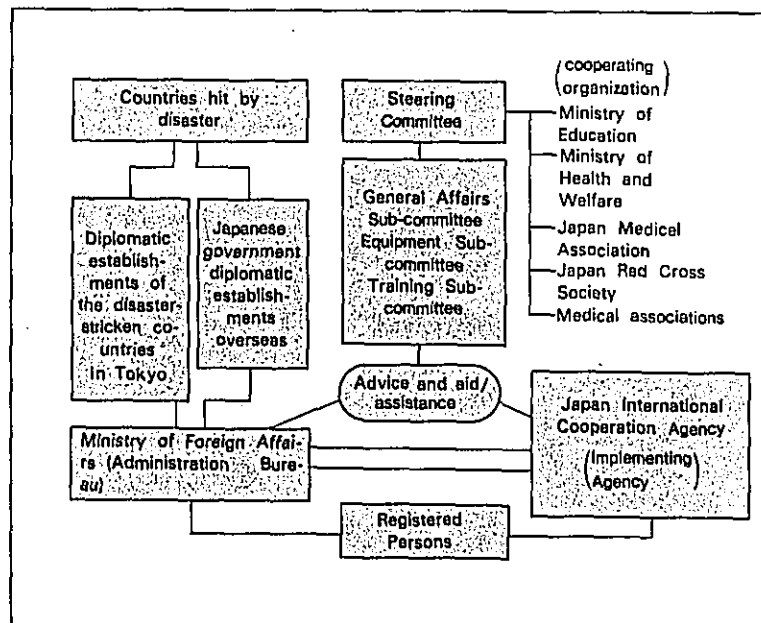 Countries hit by
disaster
Steering
Committee
(cooperating
organization)
Ministry of
Education
Ministry of
Health and
Welfare
Japan Medical
Association
Japan Red Cross
Society
Medical associations
General Affairs
Sub-committee
Equipment Sub-
committee
Training Sub-
committee
Diplomatic
establish-
ments of
the disaster-
stricken co-
untries
in Tokyo
Japanese
government
diplomatic
establish-
ments
overseas
Advice and aid/
assistance
Japan International
Cooperation Agency
(Implementing
Agency)
Ministry of Foreign Affai-
rs (Administration Bure-
au)
Registered
Persons